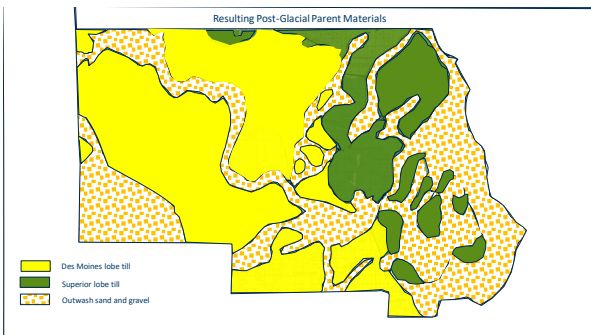 Resulting Post-Glacial Parent Materials
Des Moines lobe till
Superior lobe till
Outwash sand and gravel